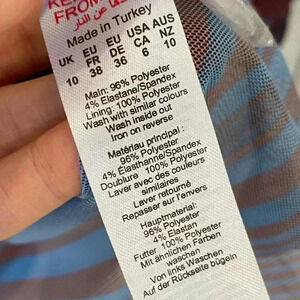 KEEP
FROM
Made in Turkey
UK EU EU USA AUS
FR DE CA NZ
10 38 36 6 10
Main: 96% Polyester
4% Elastane/Spandex
Lining: 100% Polyester
Wash with similar colours
Wash inside out
Iron on reverse
Matériau principal :
96% Polyester
4% Élasthanne/Spandex
Doublure : 100% Polyester
Laver avec des couleurs
similaires
Laver retourné
Repasser sur l'envers
Hauptmaterial:
96% Polyester
4% Elastan
Futter: 100% Polyester
Mit ähnlichen Farben
waschen
Von links Waschen
Auf der Rückseite bügeln